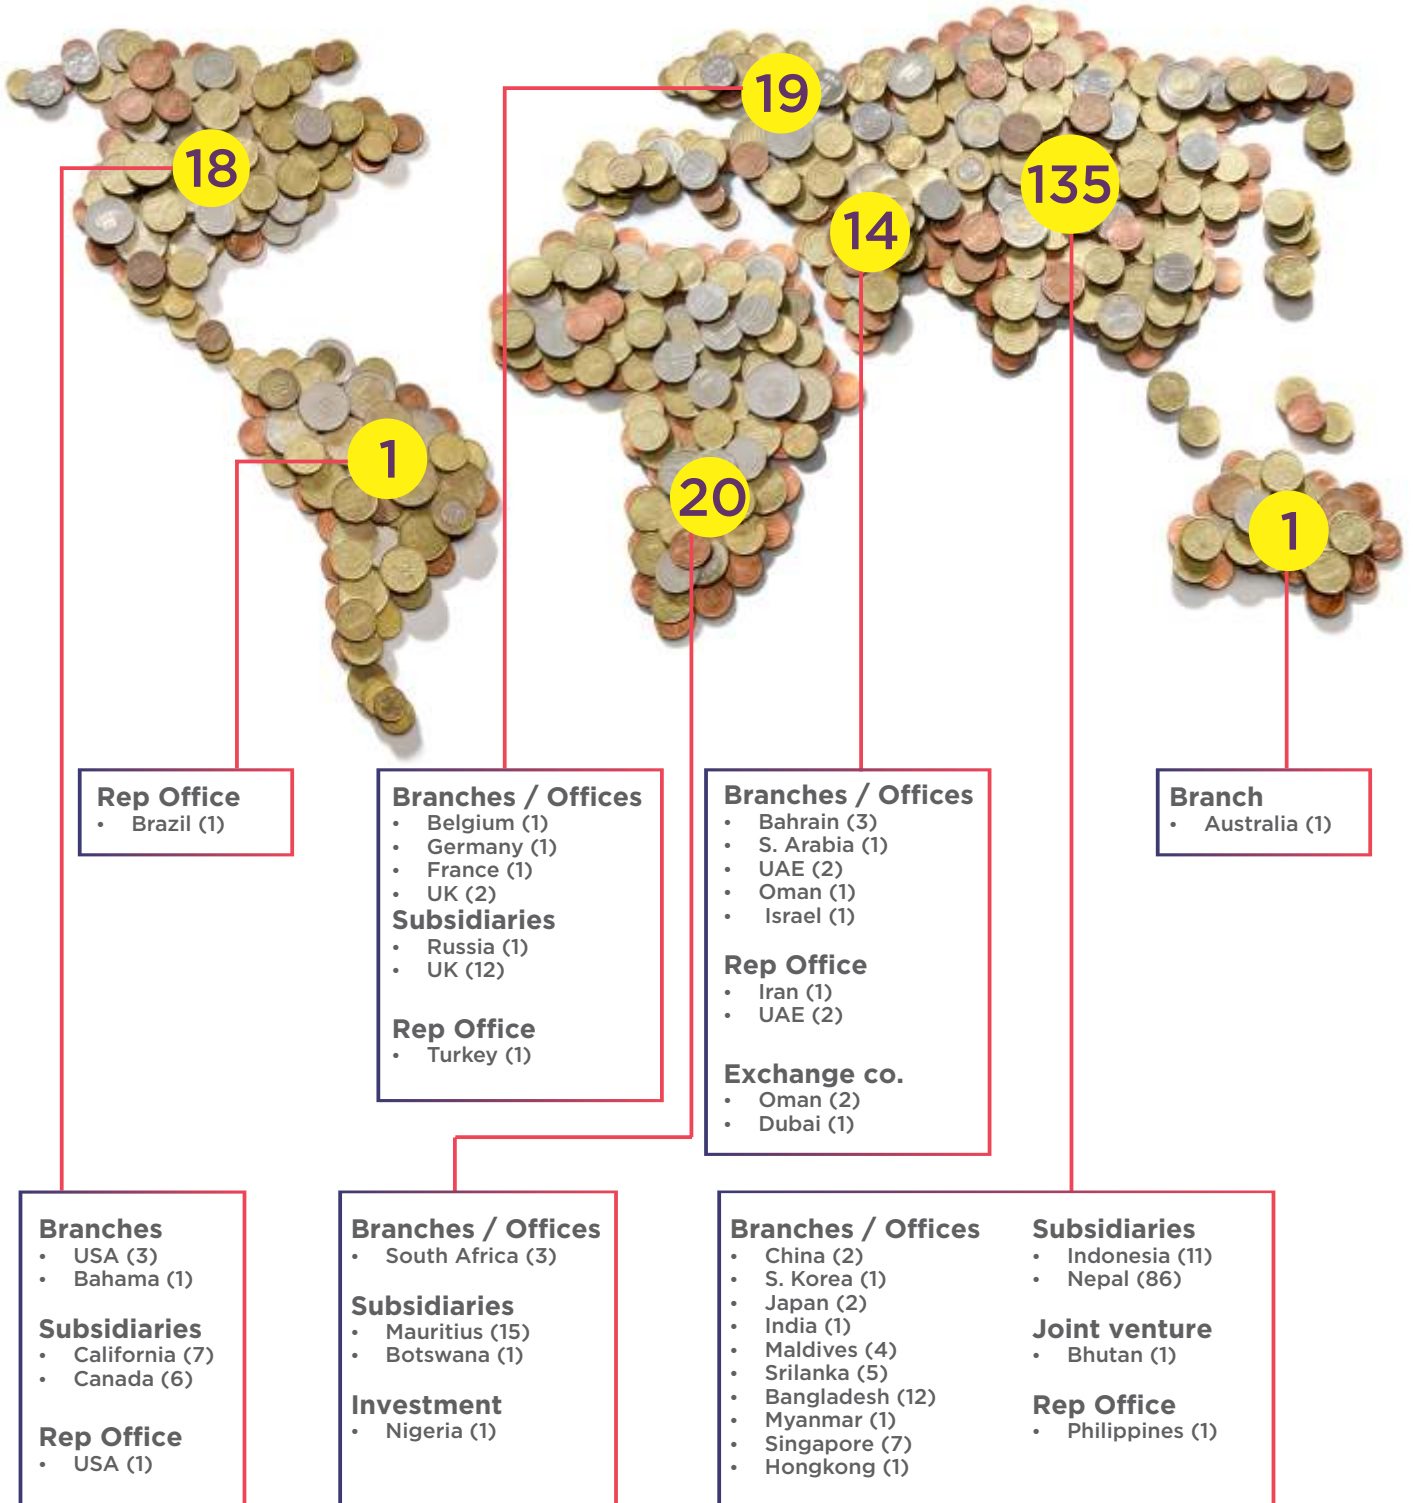 19
18
135
14
1
20
1
Rep Office
• Brazil (1)
Branches / Offices
• Belgium (1)
• Germany (1)
• France (1)
• UK (2)
Subsidiaries
• Russia (1)
• UK (12)
Rep Office
• Turkey (1)
Branches / Offices
• Bahrain (3)
• S. Arabia (1)
• UAE (2)
• Oman (1)
• Israel (1)
Rep Office
• Iran (1)
• UAE (2)
Exchange co.
• Oman (2)
• Dubai (1)
Branch
• Australia (1)
Branches
• USA (3)
• Bahama (1)
Subsidiaries
• California (7)
• Canada (6)
Rep Office
• USA (1)
Branches / Offices
• South Africa (3)
Subsidiaries
• Mauritius (15)
• Botswana (1)
Investment
• Nigeria (1)
Branches / Offices
• China (2)
• S. Korea (1)
• Japan (2)
• India (1)
• Maldives (4)
• Srilanka (5)
• Bangladesh (12)
• Myanmar (1)
• Singapore (7)
• Hongkong (1)
Subsidiaries
• Indonesia (11)
• Nepal (86)
Joint venture
• Bhutan (1)
Rep Office
• Philippines (1)